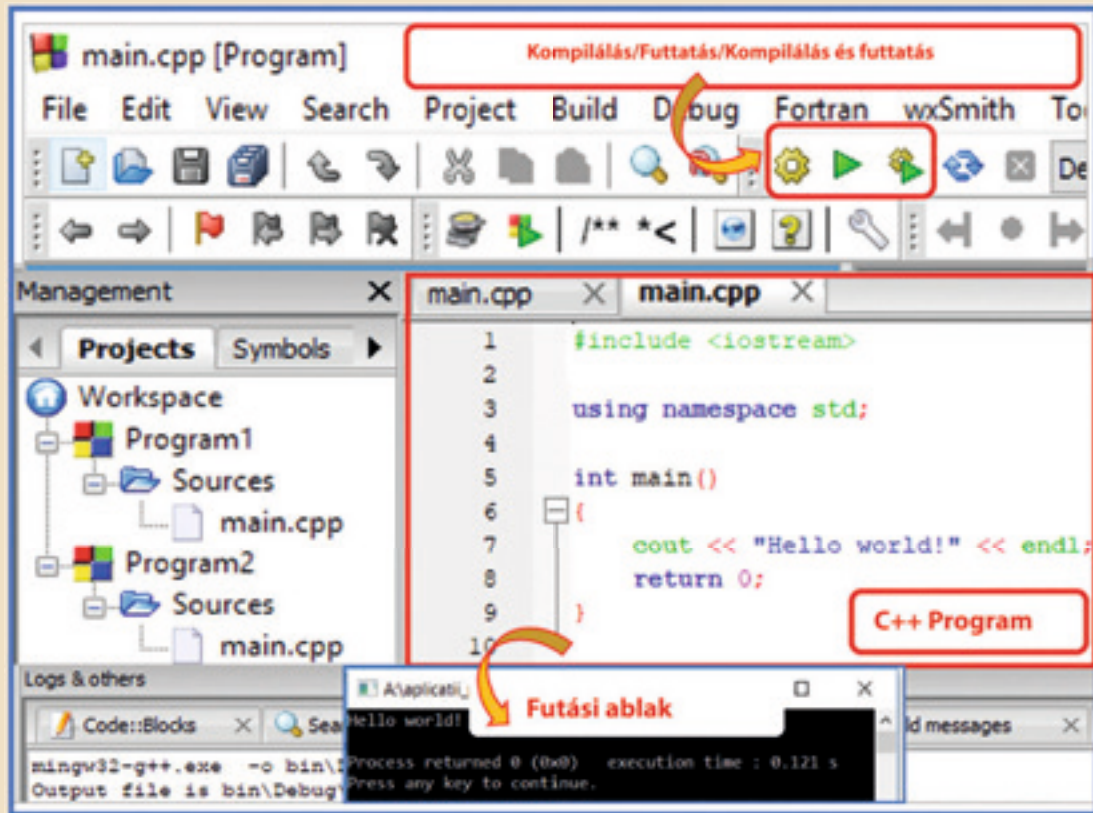 main.cpp [Program]
Kompilálás/Futtatás/Kompilálás és futtatás
File Edit View Search Project Build Debug Fortran wxSmith
/** *<
Management
main.cpp
main.cpp
Projects Symbols
Workspace
Program1
Sources
main.cpp
Program2
Sources
main.cpp
1 #include <iostream>
2
3 using namespace std;
4
5 int main()
6 {
7 cout << "Hello world!" << endl;
8 return 0;
9 }
10
C++ Program
Logs & others
Code::Blocks
Futási ablak
messages
Hello world!
Process returned 0 (0x0) execution time : 0.121 s
Press any key to continue.
mingw32-g++.exe -o
Output file is bin\Debug